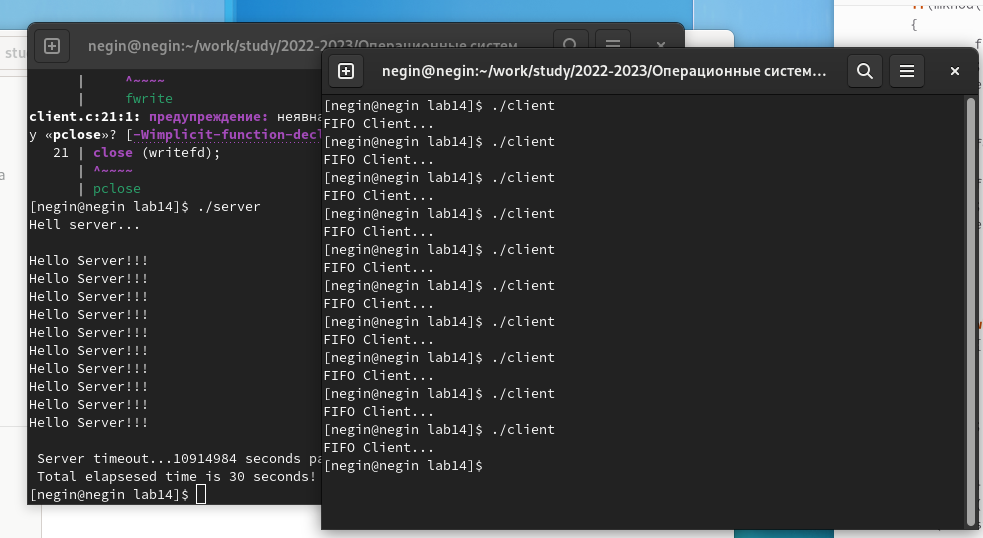 negin@negin:~/work/study/2022-2023/Операционные систем...
| ^~~~~
| fwrite
client.c:21:1: предупреждение: неявна
у «pclose»? [-Wimplicit-function-decl
21 | close (writefd);
| ^~~~~
| pclose
[negin@negin lab14]$ ./server
Hell server...
Hello Server!!!
Hello Server!!!
Hello Server!!!
Hello Server!!!
Hello Server!!!
Hello Server!!!
Hello Server!!!
Hello Server!!!
Hello Server!!!
Hello Server!!!
Server timeout...10914984 seconds pa
Total elapsesed time is 30 seconds!
[negin@negin lab14]$
negin@negin:~/work/study/2022-2023/Операционные систем...
[negin@negin lab14]$ ./client
FIFO Client...
[negin@negin lab14]$ ./client
FIFO Client...
[negin@negin lab14]$ ./client
FIFO Client...
[negin@negin lab14]$ ./client
FIFO Client...
[negin@negin lab14]$ ./client
FIFO Client...
[negin@negin lab14]$ ./client
FIFO Client...
[negin@negin lab14]$ ./client
FIFO Client...
[negin@negin lab14]$ ./client
FIFO Client...
[negin@negin lab14]$ ./client
FIFO Client...
[negin@negin lab14]$ ./client
FIFO Client...
[negin@negin lab14]$
stu
а
{